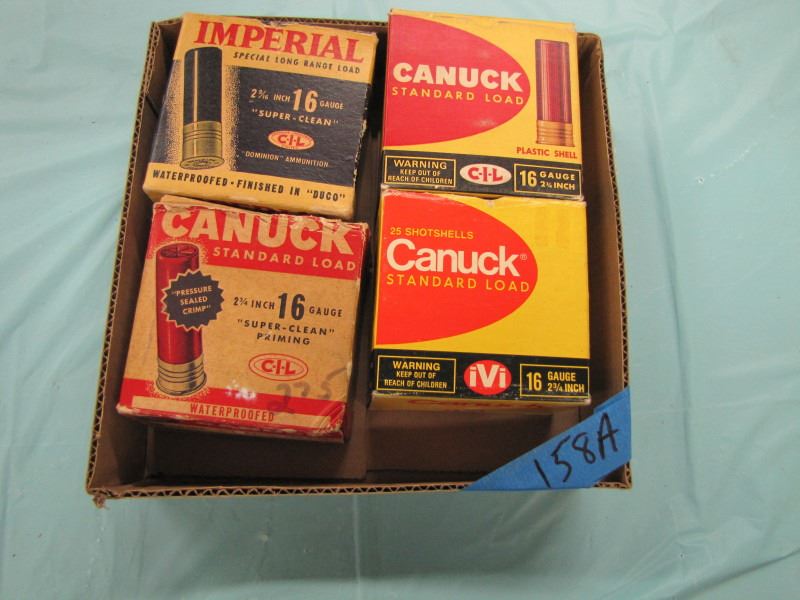 IMPERIAL
SPECIAL LONG RANGE LOAD
2 9/16 INCH 16 GAUGE
"SUPER-CLEAN"
C-I-L
"DOMINION" AMMUNITION
WATERPROOFED • FINISHED IN "DUCO"
CANUCK
STANDARD LOAD
PLASTIC SHELL
WARNING
KEEP OUT OF
REACH OF CHILDREN
C-I-L
16 GAUGE
2¾ INCH
CANUCK
STANDARD LOAD
"PRESSURE
SEALED
CRIMP"
2¾ INCH 16 GAUGE
"SUPER-CLEAN"
PRIMING
C-I-L
WATERPROOFED
25 SHOTSHELLS
Canuck®
STANDARD LOAD
WARNING
KEEP OUT OF
REACH OF CHILDREN
iVi
16 GAUGE
2¾ INCH
158A